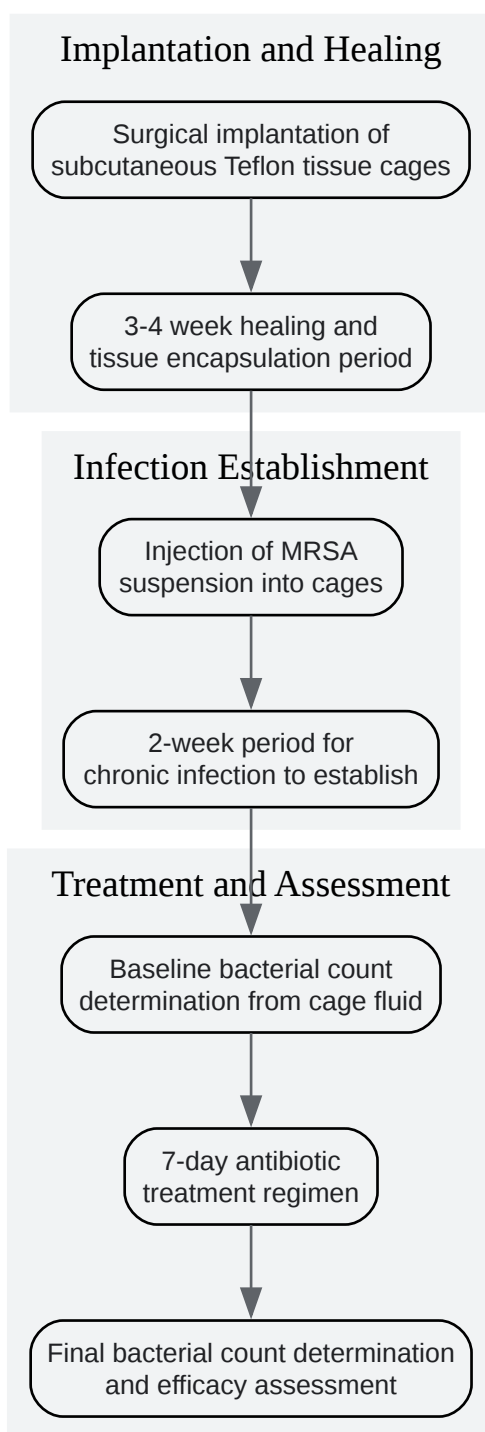 Implantation and Healing
Surgical implantation of
subcutaneous Teflon tissue cages
3-4 week healing and
tissue encapsulation period
Infection Establishment
Injection of MRSA
suspension into cages
2-week period for
chronic infection to establish
Treatment and Assessment
Baseline bacterial count
determination from cage fluid
7-day antibiotic
treatment regimen
Final bacterial count determination
and efficacy assessment